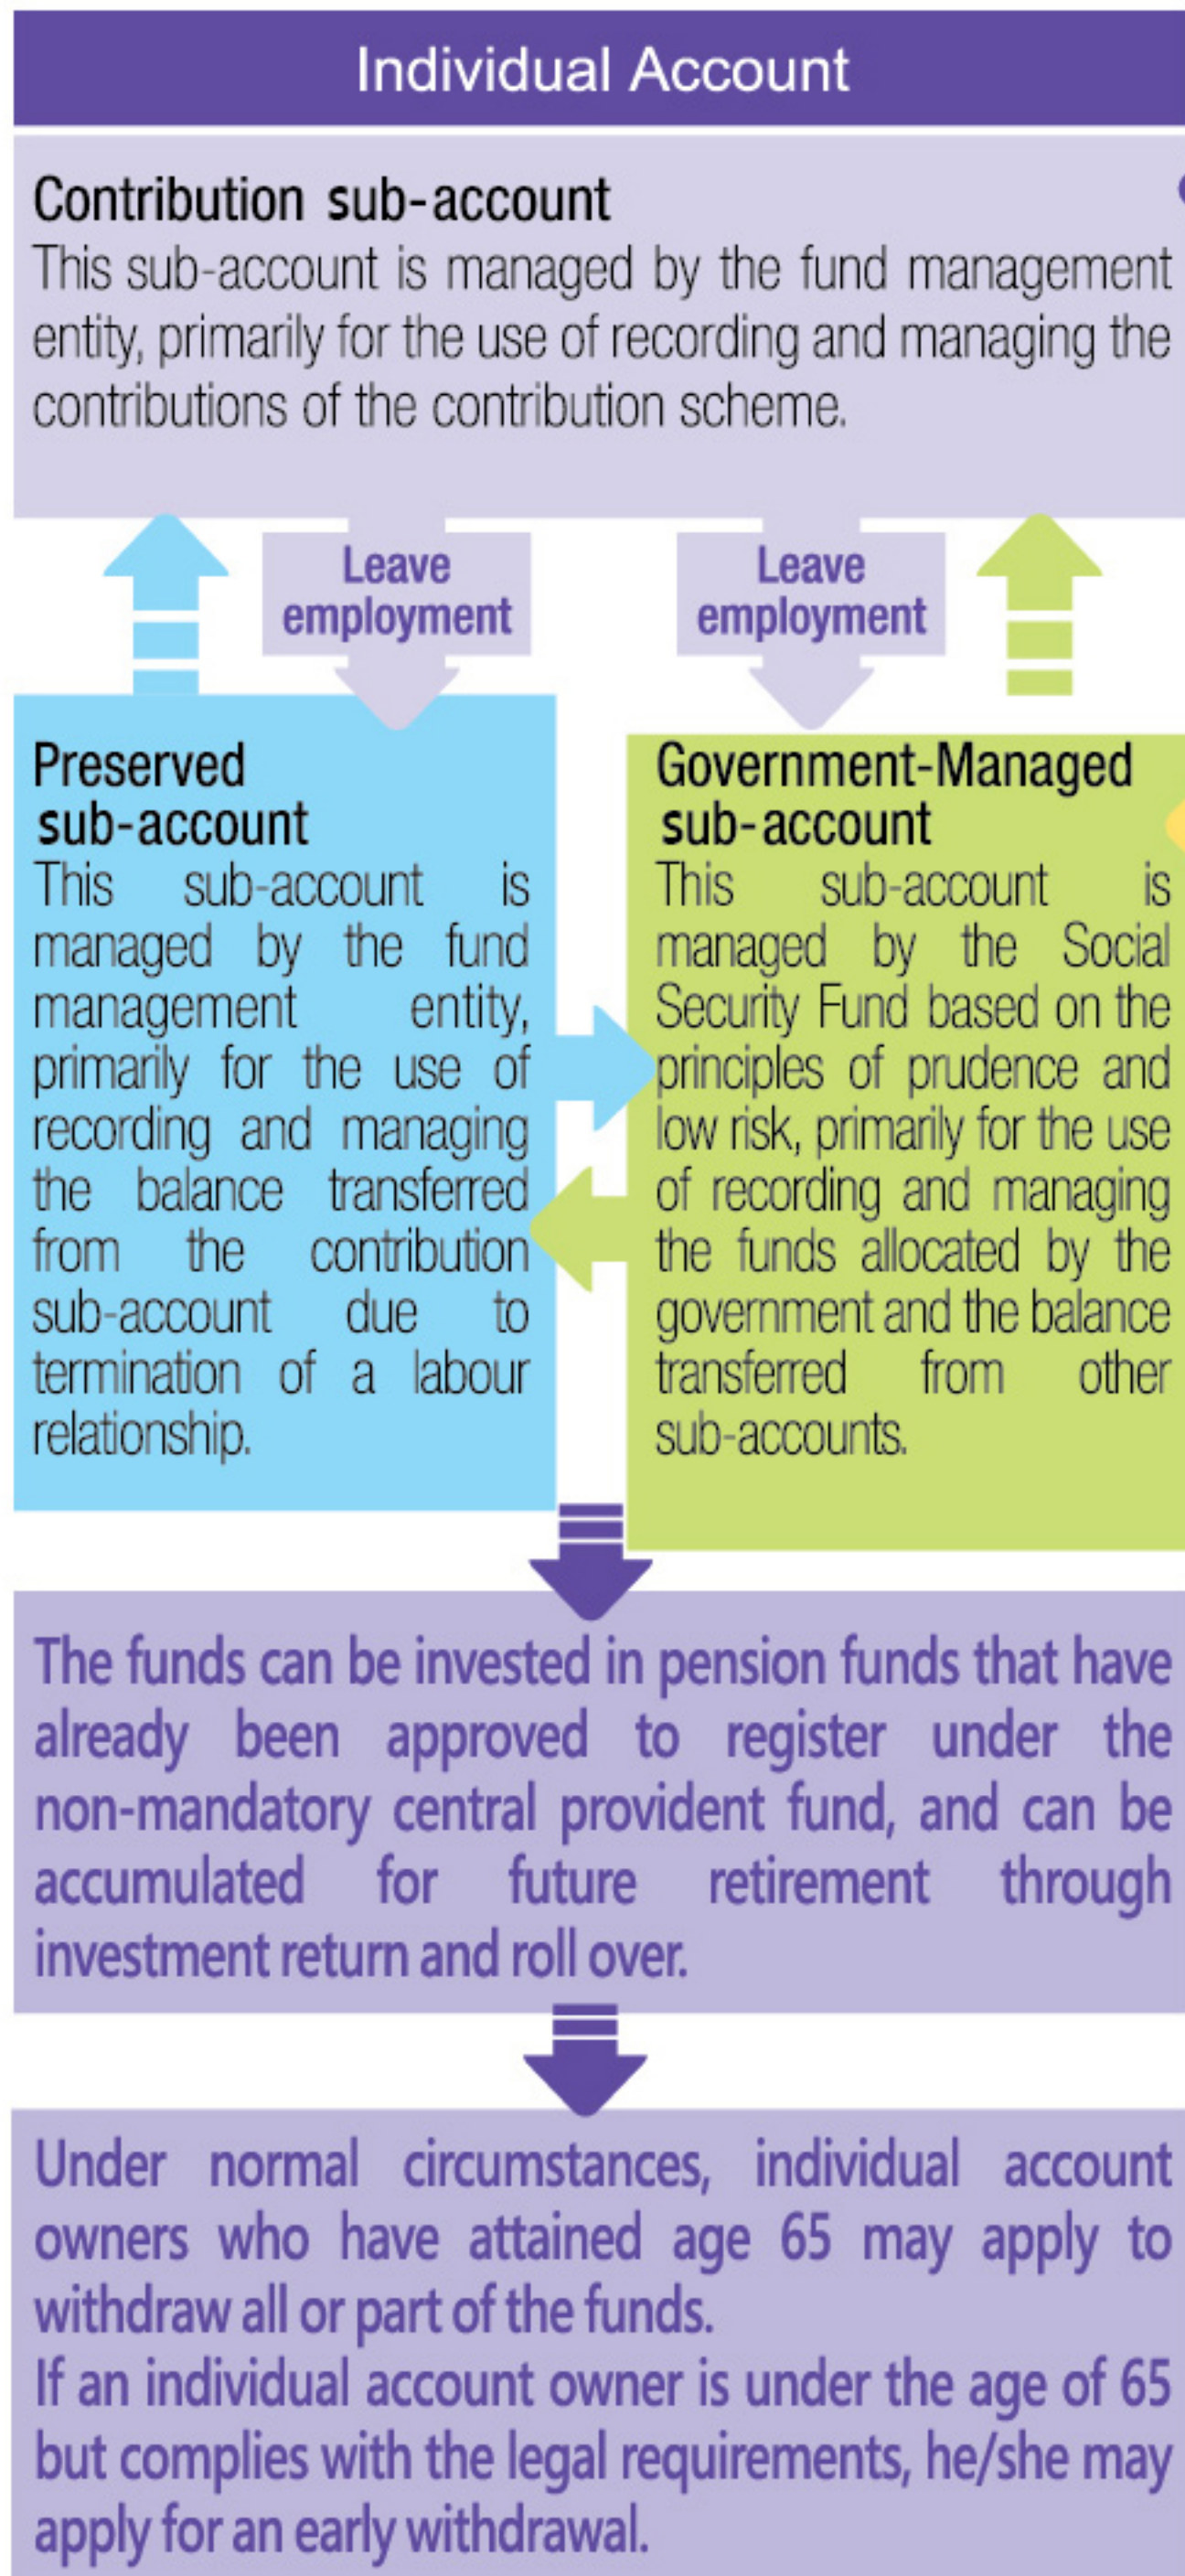 Individual Account
Contribution sub-account
This sub-account is managed by the fund management
entity, primarily for the use of recording and managing the
contributions of the contribution scheme.
Leave
employment
Leave
employment
Preserved
sub-account
This sub-account is
managed by the fund
management entity,
primarily for the use of
recording and managing
the balance transferred
from the contribution
sub-account due to
termination of a labour
relationship.
Government-Managed
sub-account
This sub-account is
managed by the Social
Security Fund based on the
principles of prudence and
low risk, primarily for the use
of recording and managing
the funds allocated by the
government and the balance
transferred from other
sub-accounts.
The funds can be invested in pension funds that have
already been approved to register under the
non-mandatory central provident fund, and can be
accumulated for future retirement through
investment return and roll over.
Under normal circumstances, individual account
owners who have attained age 65 may apply to
withdraw all or part of the funds.
If an individual account owner is under the age of 65
but complies with the legal requirements, he/she may
apply for an early withdrawal.